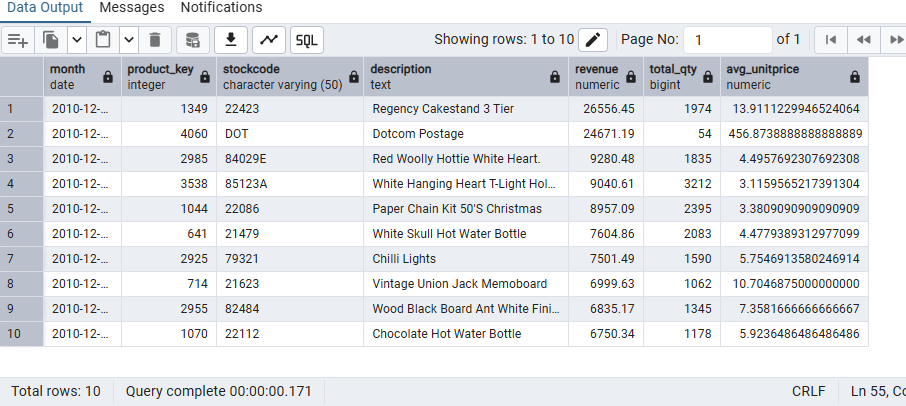 Data Output Messages Notifications
SQL Showing rows: 1 to 10 Page No: 1 of 1
month product_key stockcode description revenue total_qty avg_unitprice
date integer character varying (50) text numeric bigint numeric
1 2010-12-... 1349 22423 Regency Cakestand 3 Tier 26556.45 1974 13.9111229946524064
2 2010-12-... 4060 DOT Dotcom Postage 24671.19 54 456.8738888888888889
3 2010-12-... 2985 84029E Red Woolly Hottie White Heart. 9280.48 1835 4.4957692307692308
4 2010-12-... 3538 85123A White Hanging Heart T-Light Hol... 9040.61 3212 3.1159565217391304
5 2010-12-... 1044 22086 Paper Chain Kit 50'S Christmas 8957.09 2395 3.3809090909090909
6 2010-12-... 641 21479 White Skull Hot Water Bottle 7604.86 2083 4.4779389312977099
7 2010-12-... 2925 79321 Chilli Lights 7501.49 1590 5.7546913580246914
8 2010-12-... 714 21623 Vintage Union Jack Memoboard 6999.63 1062 10.7046875000000000
9 2010-12-... 2955 82484 Wood Black Board Ant White Fini... 6835.17 1345 7.3581666666666667
10 2010-12-... 1070 22112 Chocolate Hot Water Bottle 6750.34 1178 5.9236486486486486
Total rows: 10 Query complete 00:00:00.171 CRLF Ln 55, Co